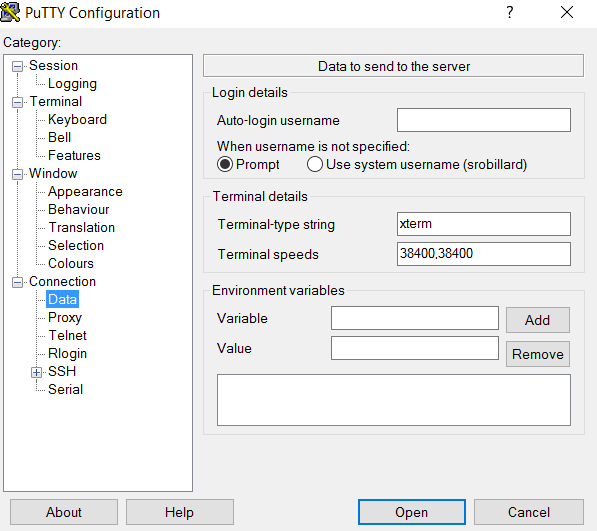 PuTTY Configuration
?
Category:
Session
Logging
Terminal
Keyboard
Bell
Features
Window
Appearance
Behaviour
Translation
Selection
Colours
Connection
Data
Proxy
Telnet
Rlogin
SSH
Serial
Data to send to the server
Login details
Auto-login username
When username is not specified:
Prompt Use system username (srobillard)
Terminal details
Terminal-type string xterm
Terminal speeds 38400,38400
Environment variables
Variable Add
Value Remove
About Help Open Cancel